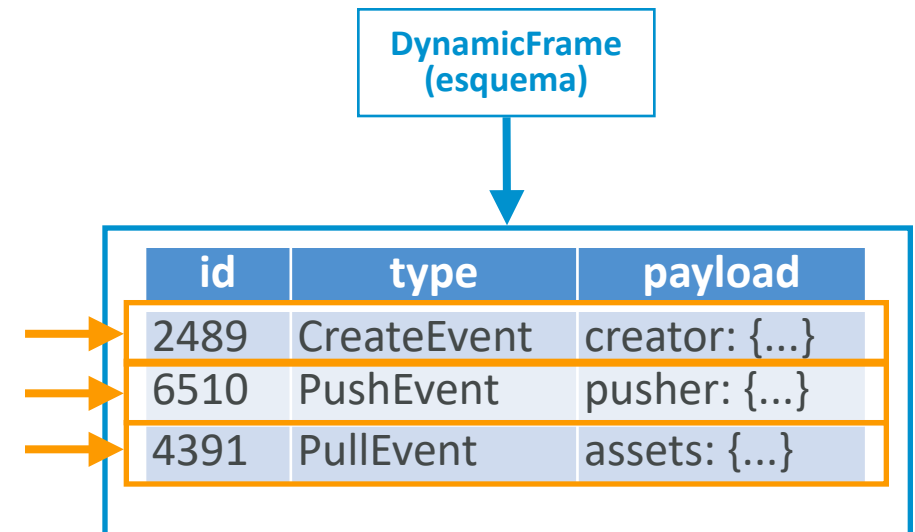 DynamicFrame
(esquema)
id type payload
2489 CreateEvent creator: {...}
6510 PushEvent pusher: {...}
4391 PullEvent assets: {...}